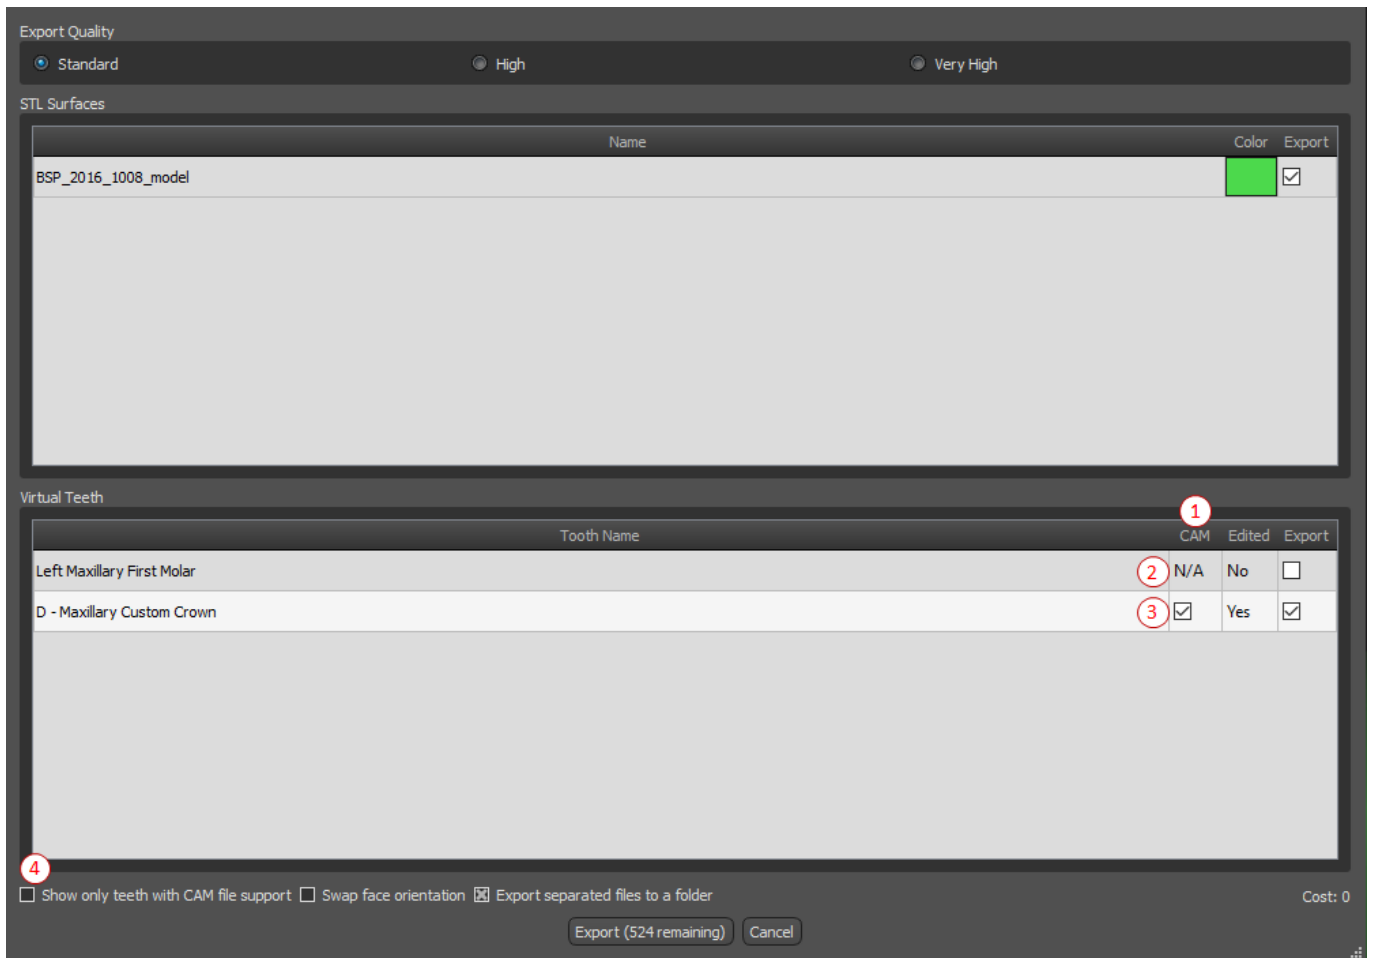 Export Quality
Standard High Very High
STL Surfaces
Name Color Export
BSP_2016_1008_model
Virtual Teeth
1
Tooth Name CAM Edited Export
Left Maxillary First Molar 2 N/A No
D - Maxillary Custom Crown 3 Yes
4
Show only teeth with CAM file support Swap face orientation Export separated files to a folder Cost: 0
Export (524 remaining) Cancel